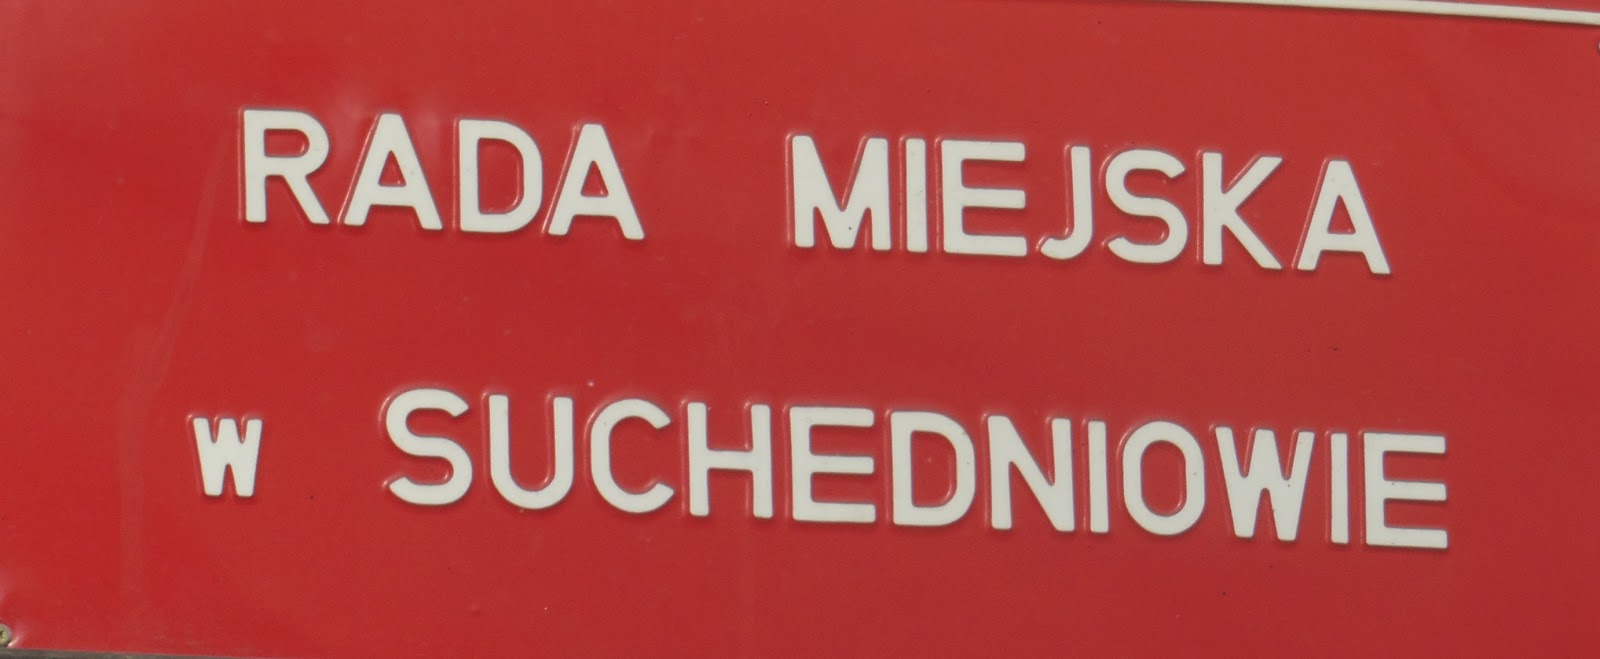 RADA MIEJSKA
w SUCHEDNIOWIE